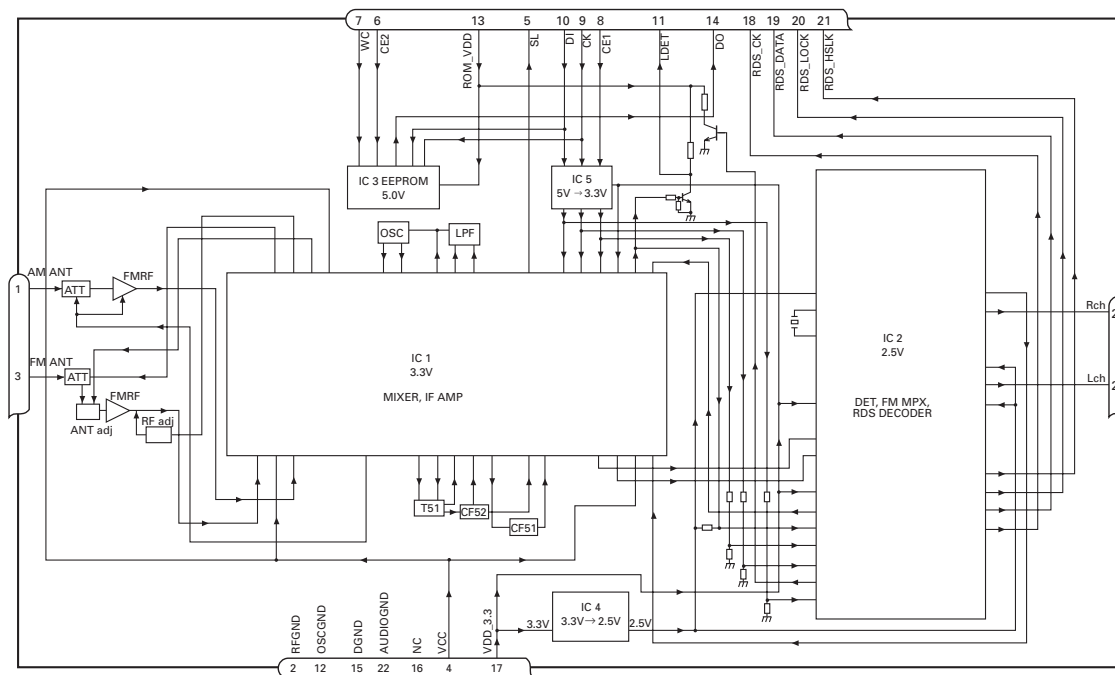 7 6 13 5 10 9 8 11 14 18 19 20 21
WC
CE2
ROM_VDD
SL
DI
CK
CE1
LDET
DO
RDS_CK
RDS_DATA
RDS_LOCK
RDS_HSLK
IC 3 EEPROM
5.0V
IC 5
5V → 3.3V
OSC
LPF
AM ANT
1
ATT
FMRF
FM ANT
3
ATT
FMRF
ANT adj
RF adj
IC 1
3.3V
MIXER, IF AMP
IC 2
2.5V
DET, FM MPX,
RDS DECODER
Rch
2
Lch
2
T51
CF52
CF51
IC 4
3.3V → 2.5V
3.3V
2.5V
RFGND
OSCGND
DGND
AUDIOGND
NC
VCC
VDD_3.3
2 12 15 22 16 4 17